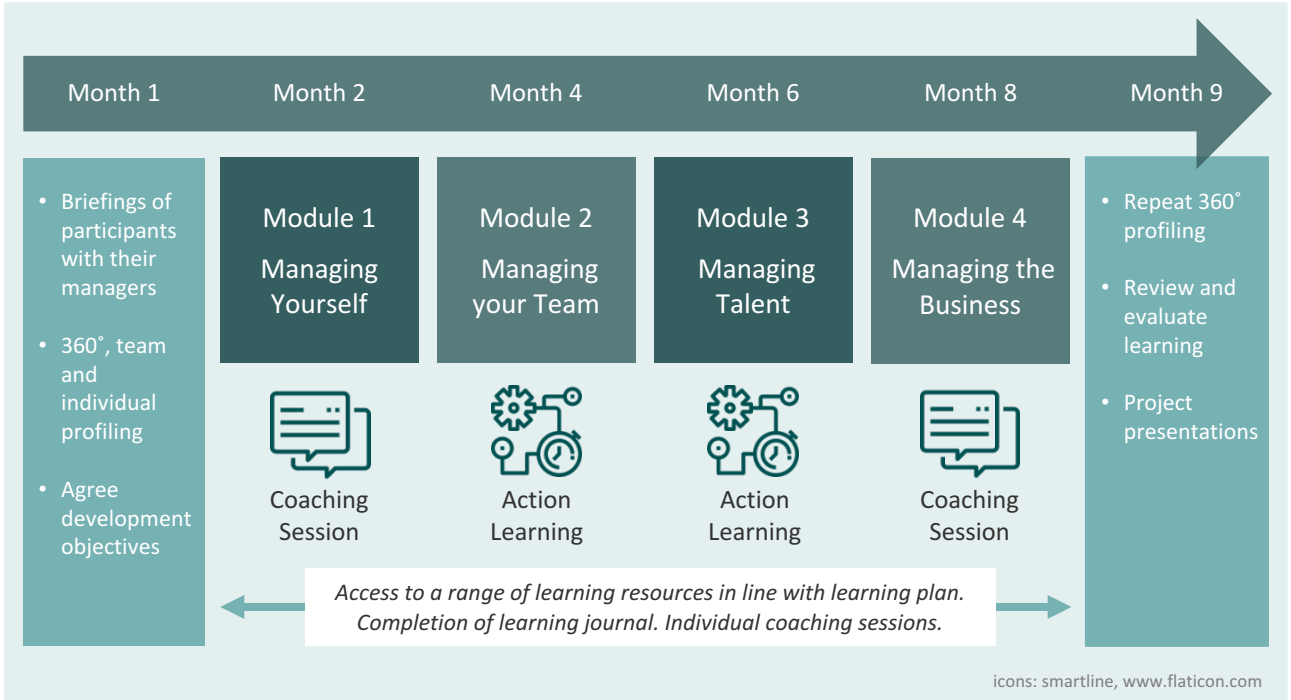 Month 1
Month 2
Month 4
Month 6
Month 8
Month 9
• Briefings of
participants
with their
managers
• 360˚, team
and
individual
profiling
• Agree
development
objectives
Module 1
Managing
Yourself
Coaching
Session
Module 2
Managing
your Team
Action
Learning
Module 3
Managing
Talent
Action
Learning
Module 4
Managing the
Business
Coaching
Session
• Repeat 360˚
profiling
• Review and
evaluate
learning
• Project
presentations
Access to a range of learning resources in line with learning plan.
Completion of learning journal. Individual coaching sessions.
icons: smartline, www.flaticon.com